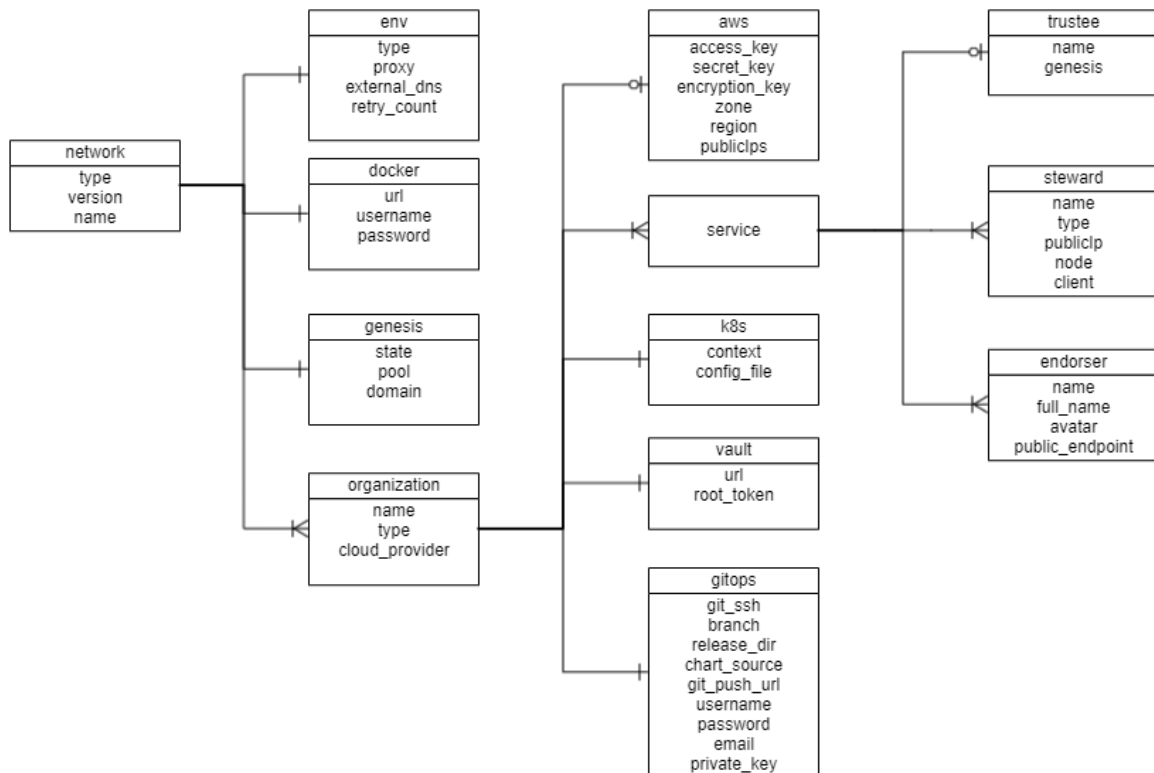 network
type
version
name
env
type
proxy
external_dns
retry_count
docker
url
username
password
genesis
state
pool
domain
organization
name
type
cloud_provider
aws
access_key
secret_key
encryption_key
zone
region
publicIps
service
k8s
context
config_file
vault
url
root_token
gitops
git_ssh
branch
release_dir
chart_source
git_push_url
username
password
email
private_key
trustee
name
genesis
steward
name
type
publicIp
node
client
endorser
name
full_name
avatar
public_endpoint